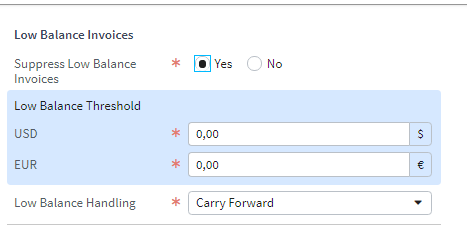 Low Balance Invoices
Suppress Low Balance * Yes No
Invoices
Low Balance Threshold
USD * 0,00 $
EUR * 0,00 €
Low Balance Handling * Carry Forward